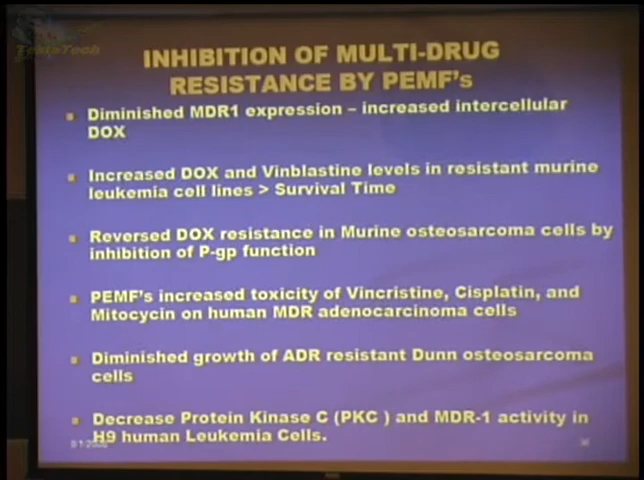 TeslaTech
INHIBITION OF MULTI-DRUG
RESISTANCE BY PEMF's
Diminished MDR1 expression – increased intercellular
DOX
Increased DOX and Vinblastine levels in resistant murine
leukemia cell lines > Survival Time
Reversed DOX resistance in Murine osteosarcoma cells by
inhibition of P-gp function
PEMF's increased toxicity of Vincristine, Cisplatin, and
Mitocycin on human MDR adenocarcinoma cells
Diminished growth of ADR resistant Dunn osteosarcoma
cells
Decrease Protein Kinase C (PKC ) and MDR-1 activity in
H9 human Leukemia Cells.